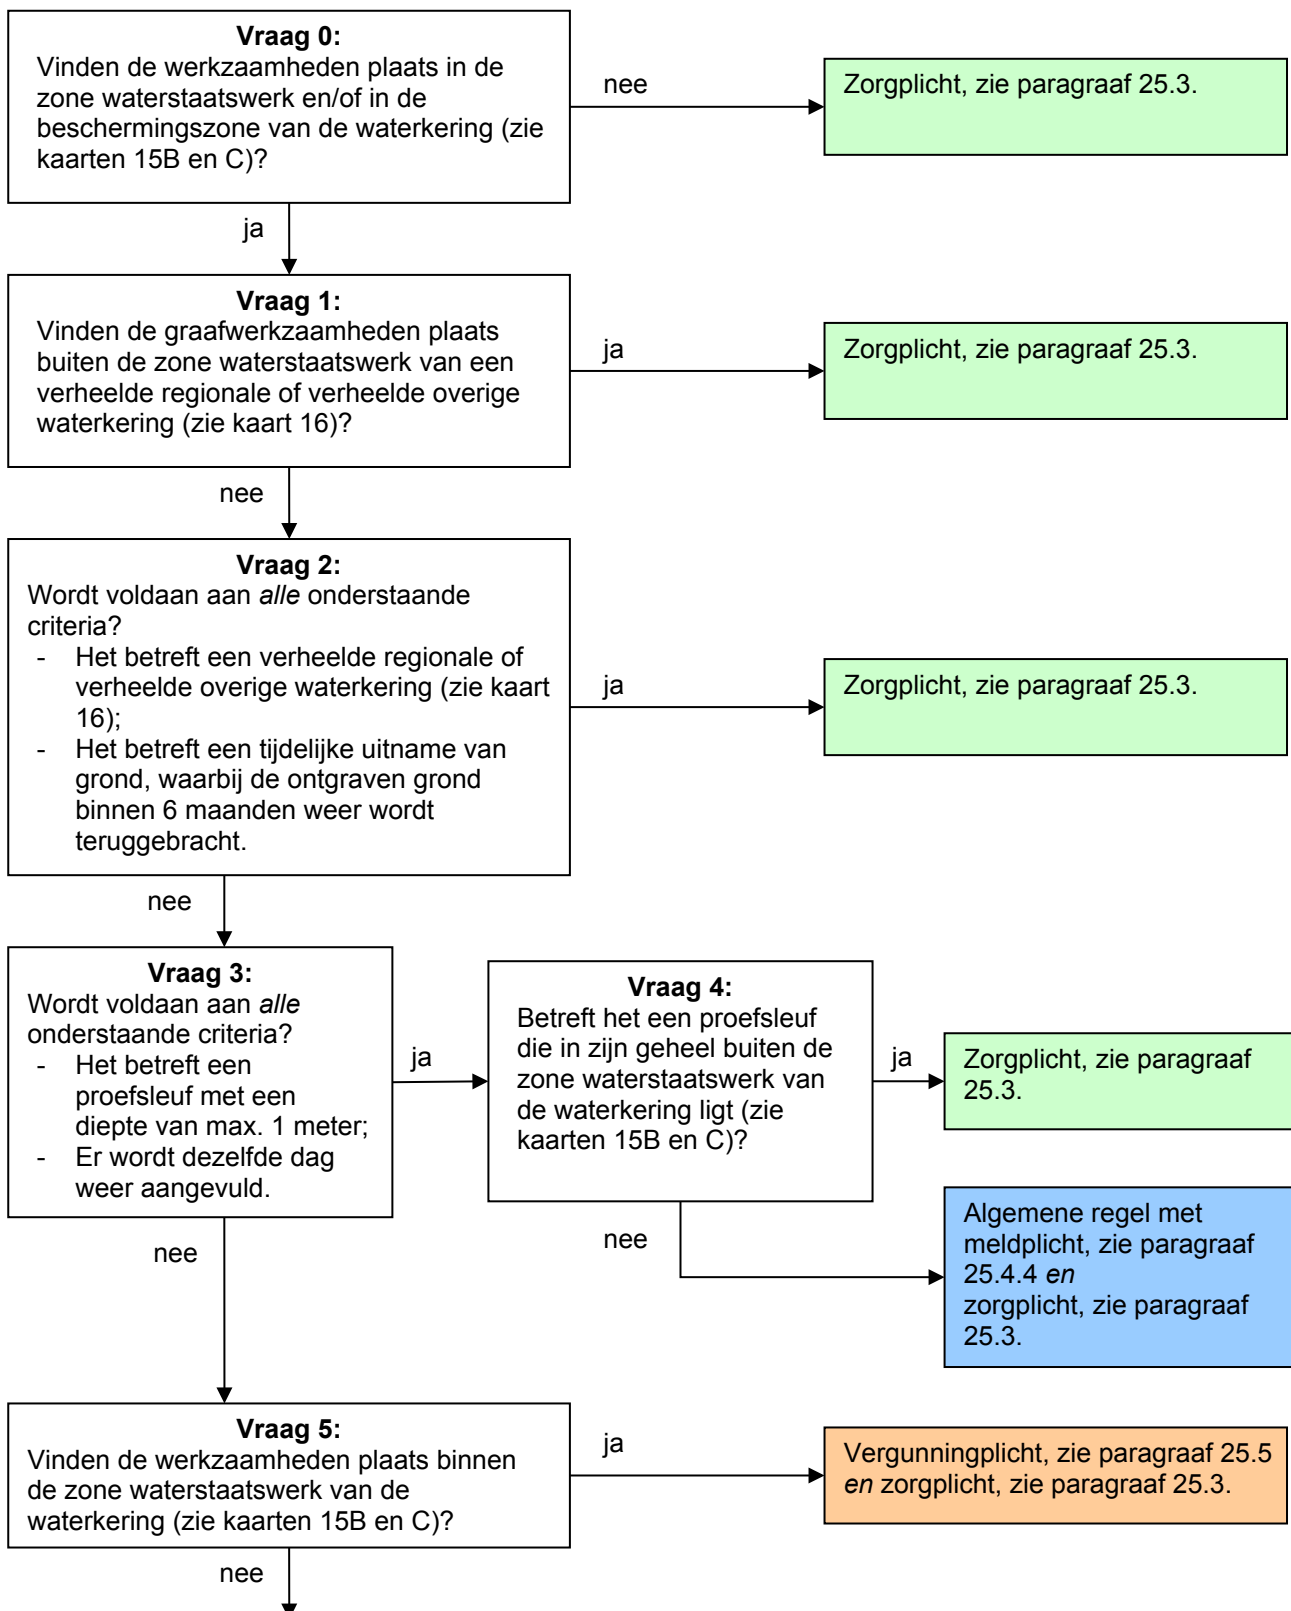 Vraag 0:
Vinden de werkzaamheden plaats in de
zone waterstaatswerk en/of in de
beschermingszone van de waterkering (zie
kaarten 15B en C)?
nee
Zorgplicht, zie paragraaf 25.3.
ja
Vraag 1:
Vinden de graafwerkzaamheden plaats
buiten de zone waterstaatswerk van een
verheelde regionale of verheelde overige
waterkering (zie kaart 16)?
ja
Zorgplicht, zie paragraaf 25.3.
nee
Vraag 2:
Wordt voldaan aan alle onderstaande
criteria?
- Het betreft een verheelde regionale of
verheelde overige waterkering (zie kaart
16);
- Het betreft een tijdelijke uitname van
grond, waarbij de ontgraven grond
binnen 6 maanden weer wordt
teruggebracht.
ja
Zorgplicht, zie paragraaf 25.3.
nee
Vraag 3:
Wordt voldaan aan alle
onderstaande criteria?
- Het betreft een
proefsleuf met een
diepte van max. 1 meter;
- Er wordt dezelfde dag
weer aangevuld.
ja
Vraag 4:
Betreft het een proefsleuf
die in zijn geheel buiten de
zone waterstaatswerk van
de waterkering ligt (zie
kaarten 15B en C)?
ja
Zorgplicht, zie paragraaf
25.3.
nee
Algemene regel met
meldplicht, zie paragraaf
25.4.4 en
zorgplicht, zie paragraaf
25.3.
nee
Vraag 5:
Vinden de werkzaamheden plaats binnen
de zone waterstaatswerk van de
waterkering (zie kaarten 15B en C)?
ja
Vergunningplicht, zie paragraaf 25.5
en zorgplicht, zie paragraaf 25.3.
nee